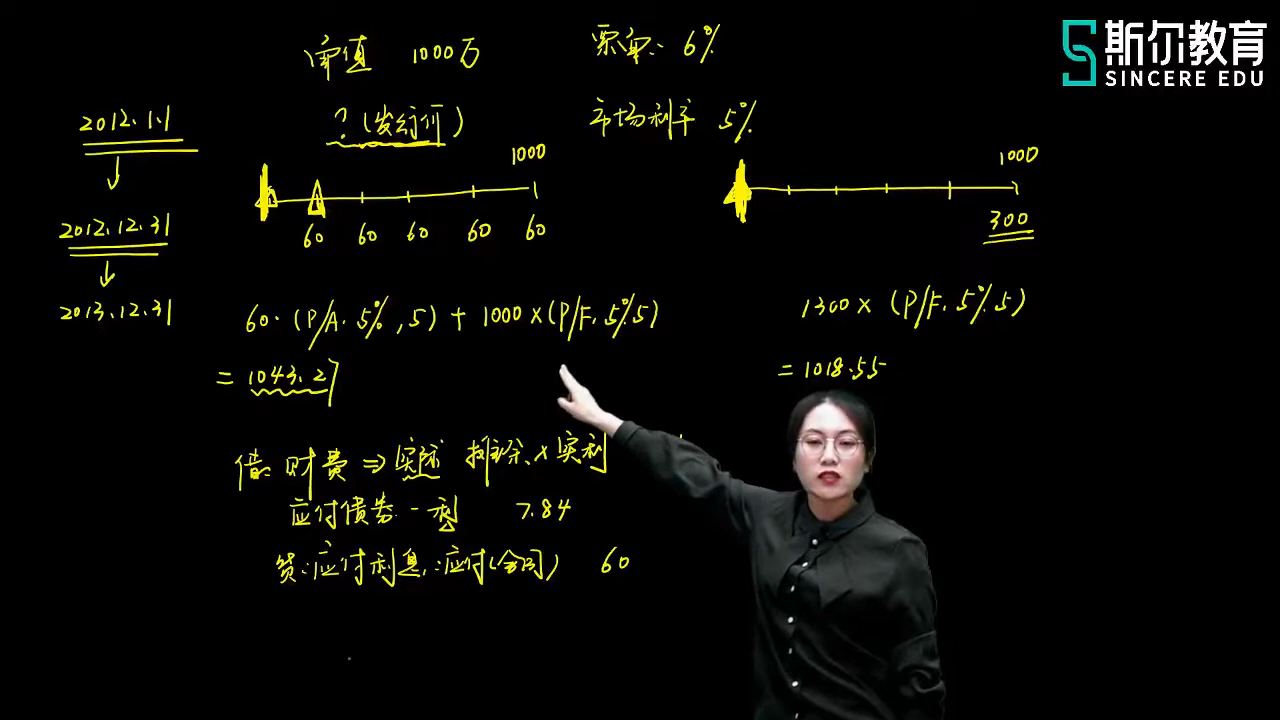 面值 1000万
票率: 6%
斯尔教育
SINCERE EDU
2012.1.1
? (发行价)
市场利率 5%
1000
1000
2012.12.31
60 60 60 60 60
300
2013.12.31
60·(P/A.5%,5)+1000×(P/F.5%.5)
1300×(P/F.5%.5)
=1043.27
=1018.55
借: 财费⇒实际 摊余×实利
应付债券-利 7.84
贷:应付利息:应付(合同) 60